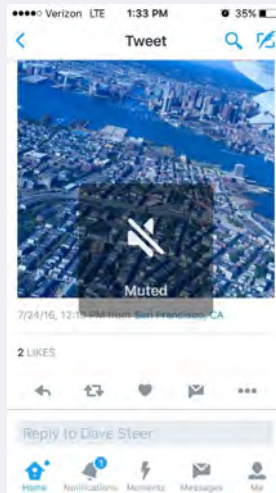 Verizon LTE 1:33 PM 35%
Tweet
Muted
7/24/16, 12:19 PM from San Francisco, CA
2 LIKES
Reply to Dave Steer
1
Home Notifications Moments Messages Me